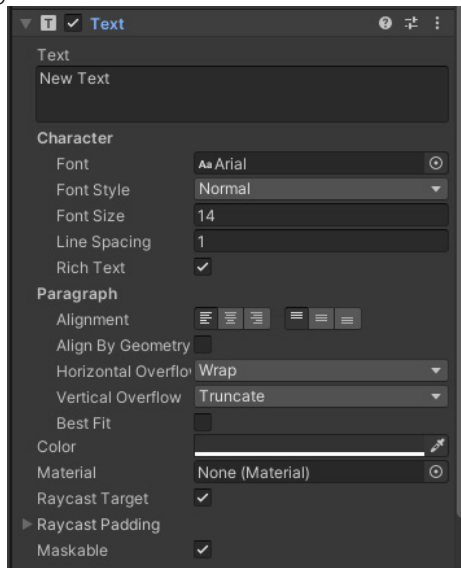 Text
Text
New Text
Character
Font Aa Arial
Font Style Normal
Font Size 14
Line Spacing 1
Rich Text
Paragraph
Alignment
Align By Geometry
Horizontal Overflo Wrap
Vertical Overflow Truncate
Best Fit
Color
Material None (Material)
Raycast Target
Raycast Padding
Maskable